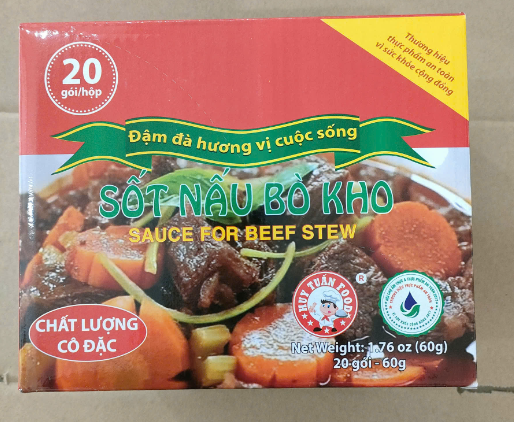 20
gói/hộp
Thương hiệu
thực phẩm an toàn
vì sức khỏe cộng đồng
Đậm đà hương vị cuộc sống
SỐT NẤU BÒ KHO
SAUCE FOR BEEF STEW
HUY TUẤN FOOD
®
CHẤT LƯỢNG
CÔ ĐẶC
Net Weight: 1.76 oz (60g)
20 gói - 60g